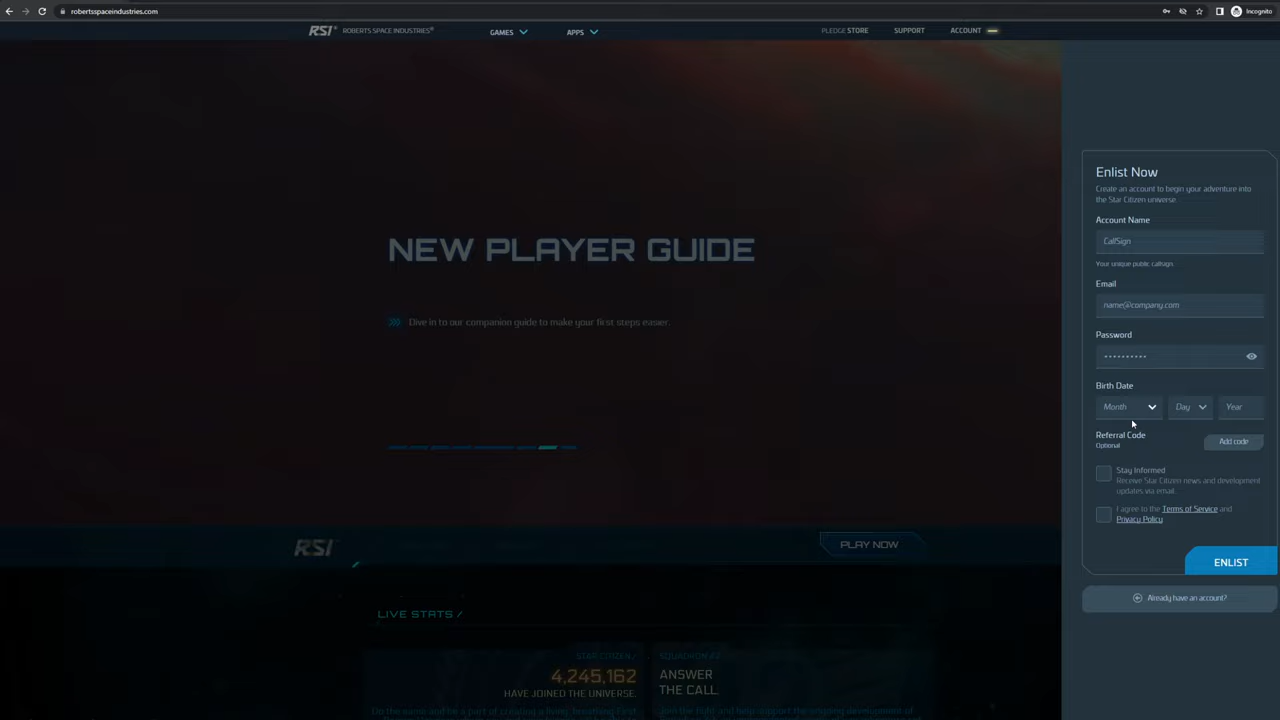 robertsspaceindustries.com
Incognito
RSI ROBERTS SPACE INDUSTRIES®
GAMES
APPS
PLEDGE STORE
SUPPORT
ACCOUNT
NEW PLAYER GUIDE
Dive in to our companion guide to make your first steps easier.
RSI
PLAY NOW
LIVE STATS /
STAR CITIZEN /
4,245,162
HAVE JOINED THE UNIVERSE.
SQUADRON 42
ANSWER
THE CALL.
Enlist Now
Create an account to begin your adventure into
the Star Citizen universe.
Account Name
CallSign
Your unique public callsign.
Email
name@company.com
Password
Birth Date
Month
Day
Year
Referral Code
Optional
Add code
Stay Informed
Receive Star Citizen news and development
updates via email.
I agree to the Terms of Service and
Privacy Policy
ENLIST
Already have an account?